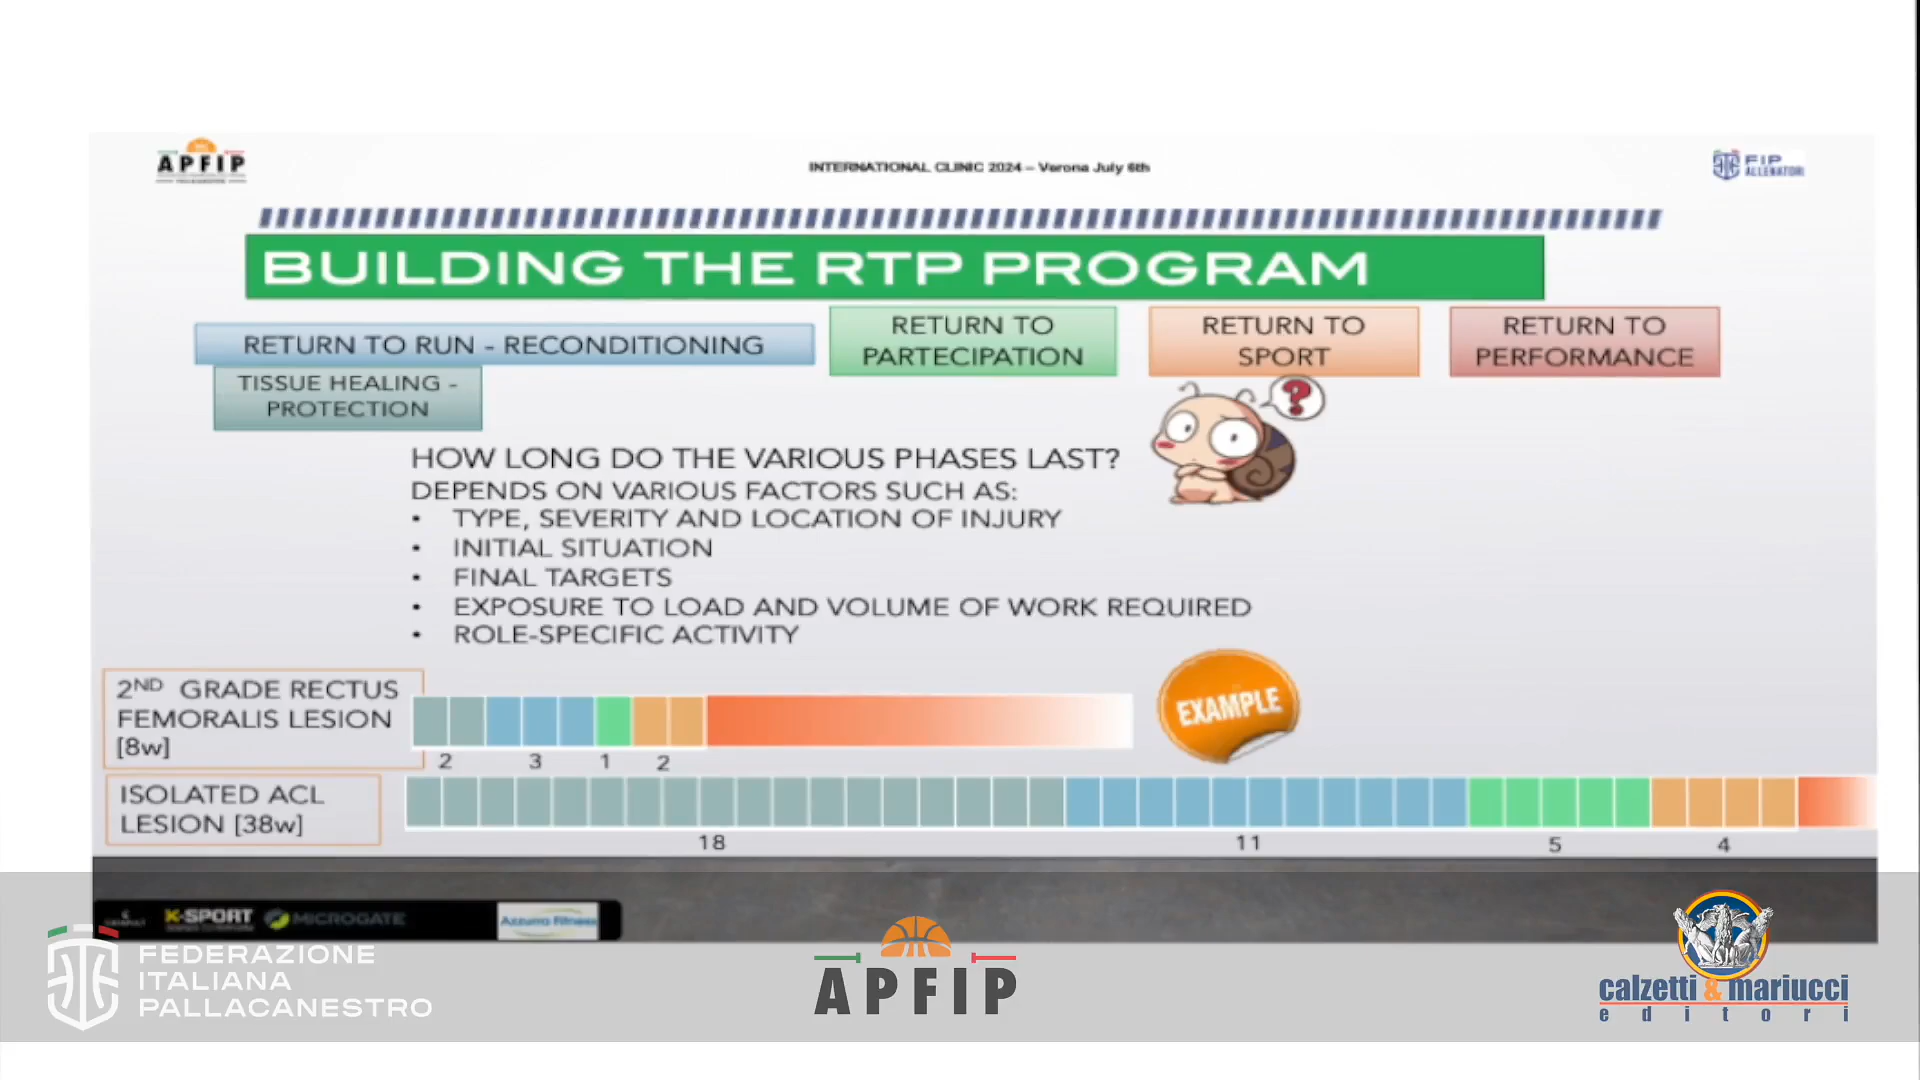 APFIP
INTERNATIONAL CLINIC 2024 – Verona July 6th
FIP
ALLENATORI
BUILDING THE RTP PROGRAM
RETURN TO RUN - RECONDITIONING
RETURN TO
PARTECIPATION
RETURN TO
SPORT
RETURN TO
PERFORMANCE
TISSUE HEALING -
PROTECTION
?
HOW LONG DO THE VARIOUS PHASES LAST?
DEPENDS ON VARIOUS FACTORS SUCH AS:
• TYPE, SEVERITY AND LOCATION OF INJURY
• INITIAL SITUATION
• FINAL TARGETS
• EXPOSURE TO LOAD AND VOLUME OF WORK REQUIRED
• ROLE-SPECIFIC ACTIVITY
2ND GRADE RECTUS
FEMORALIS LESION
[8w]
2 3 1 2
EXAMPLE
ISOLATED ACL
LESION [38w]
18 11 5 4
K-SPORT
MICROGATE
Azzurra Fitness
FEDERAZIONE
ITALIANA
PALLACANESTRO
APFIP
calzetti & mariucci
editori